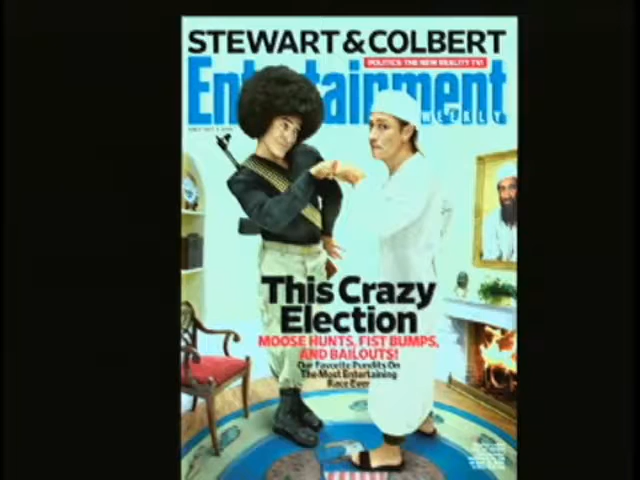 STEWART & COLBERT
POLITICS: THE NEW REALITY TV!
Entertainment
WEEKLY
This Crazy
Election
MOOSE HUNTS, FIST BUMPS,
AND BAILOUTS!
Our Favorite Pundits On
The Most Entertaining
Race Ever